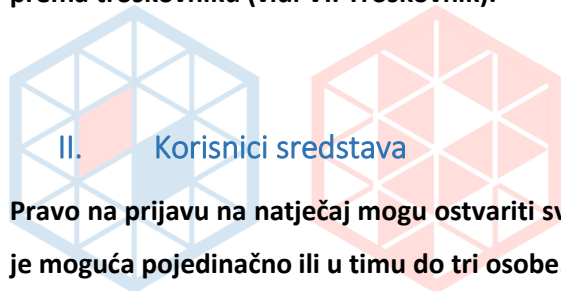 prema troškovniku (vidi VII. Troškovnik).
II. Korisnici sredstava
Pravo na prijavu na natječaj mogu ostvariti sv
je moguća pojedinačno ili u timu do tri osobe.